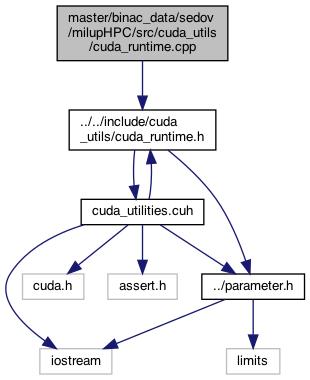 master/binac_data/sedov
/milupHPC/src/cuda_utils
/cuda_runtime.cpp
../../include/cuda
_utils/cuda_runtime.h
cuda_utilities.cuh
cuda.h
assert.h
../parameter.h
iostream
limits